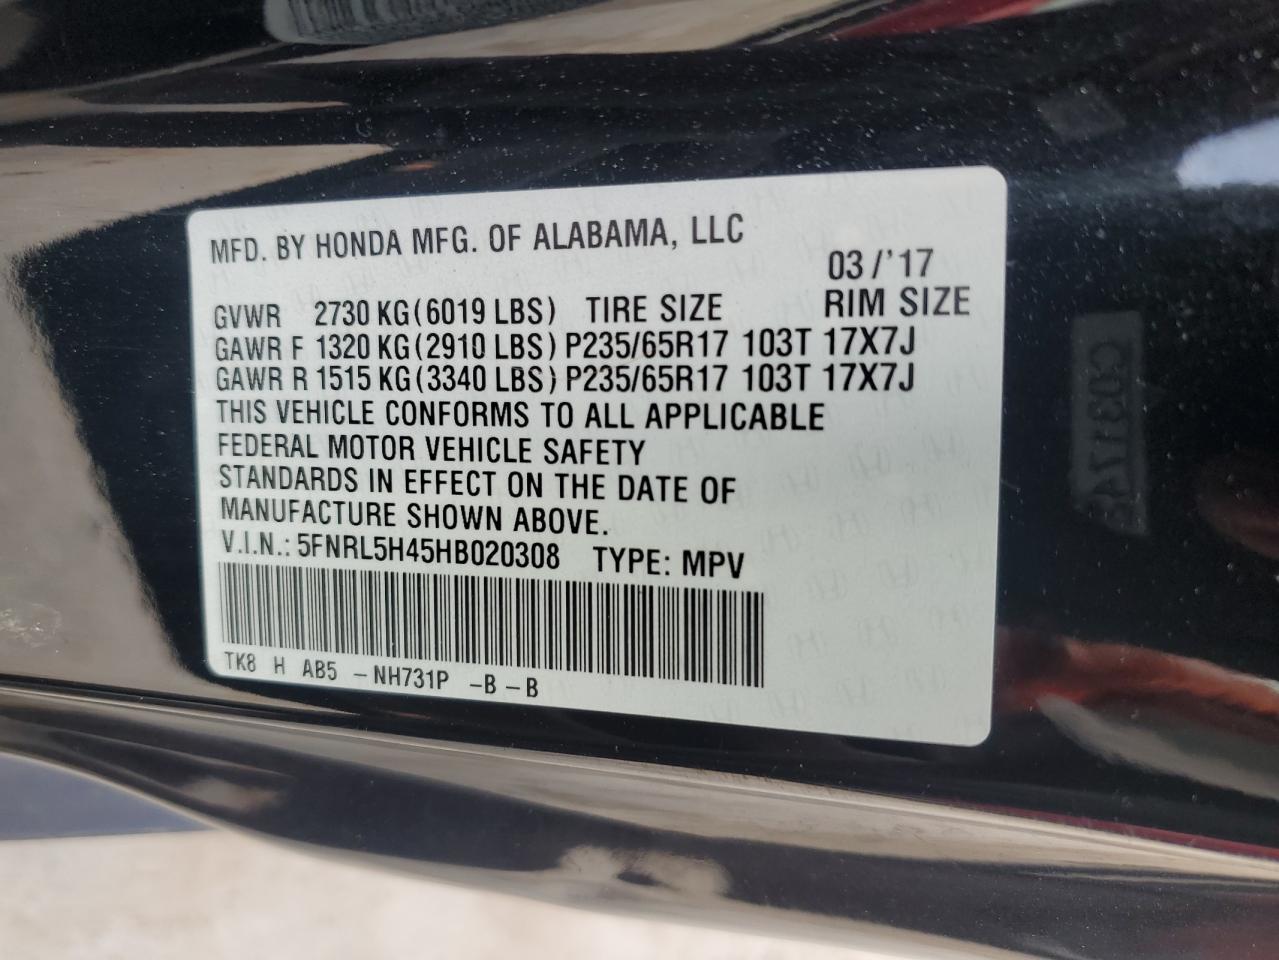 MFD. BY HONDA MFG. OF ALABAMA, LLC
03/'17
GVWR 2730 KG(6019 LBS) TIRE SIZE RIM SIZE
GAWR F 1320 KG(2910 LBS) P235/65R17 103T 17X7J
GAWR R 1515 KG(3340 LBS) P235/65R17 103T 17X7J
THIS VEHICLE CONFORMS TO ALL APPLICABLE
FEDERAL MOTOR VEHICLE SAFETY
STANDARDS IN EFFECT ON THE DATE OF
MANUFACTURE SHOWN ABOVE.
V.I.N.: 5FNRL5H45HB020308 TYPE: MPV
TK8 H AB5 -NH731P -B-B